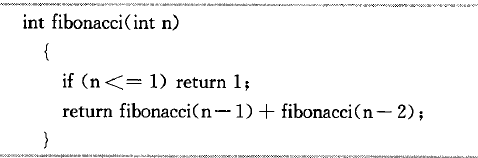 int fibonacci(int n)
{
if (n <= 1) return 1;
return fibonacci(n-1) + fibonacci(n-2);
}